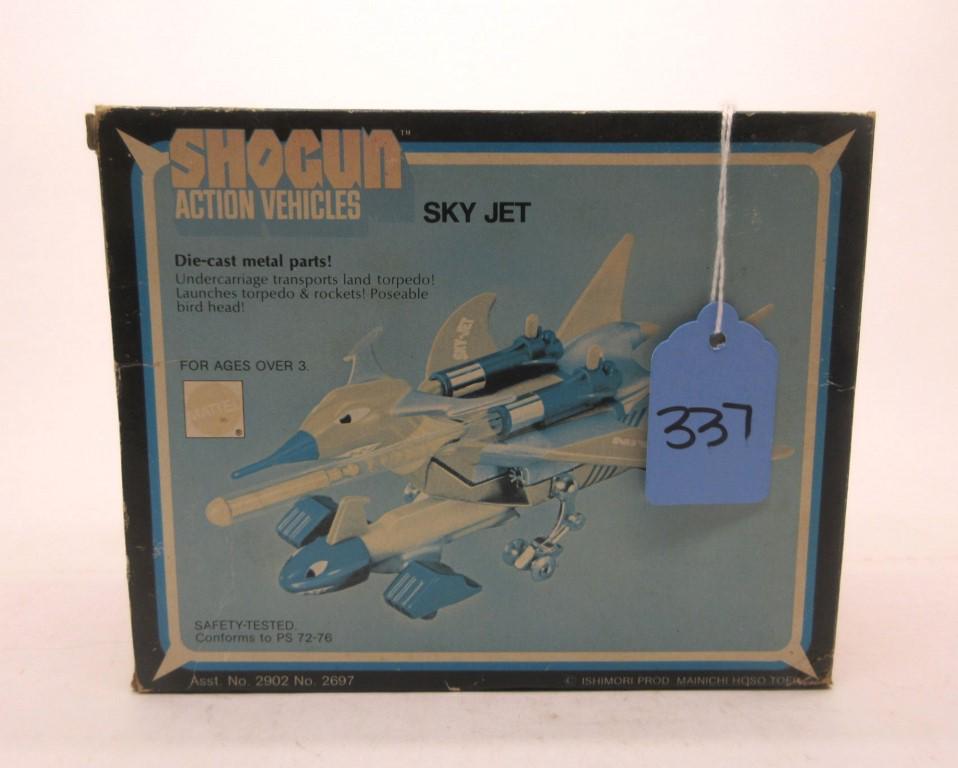 SHOGUN™
ACTION VEHICLES
SKY JET
Die-cast metal parts!
Undercarriage transports land torpedo!
Launches torpedo & rockets! Poseable
bird head!
FOR AGES OVER 3.
MATTEL
®
SKY-JET
337
SAFETY-TESTED.
Conforms to PS 72-76
Asst. No. 2902 No. 2697
© ISHIMORI PROD. MAINICHI HOSO TOEI